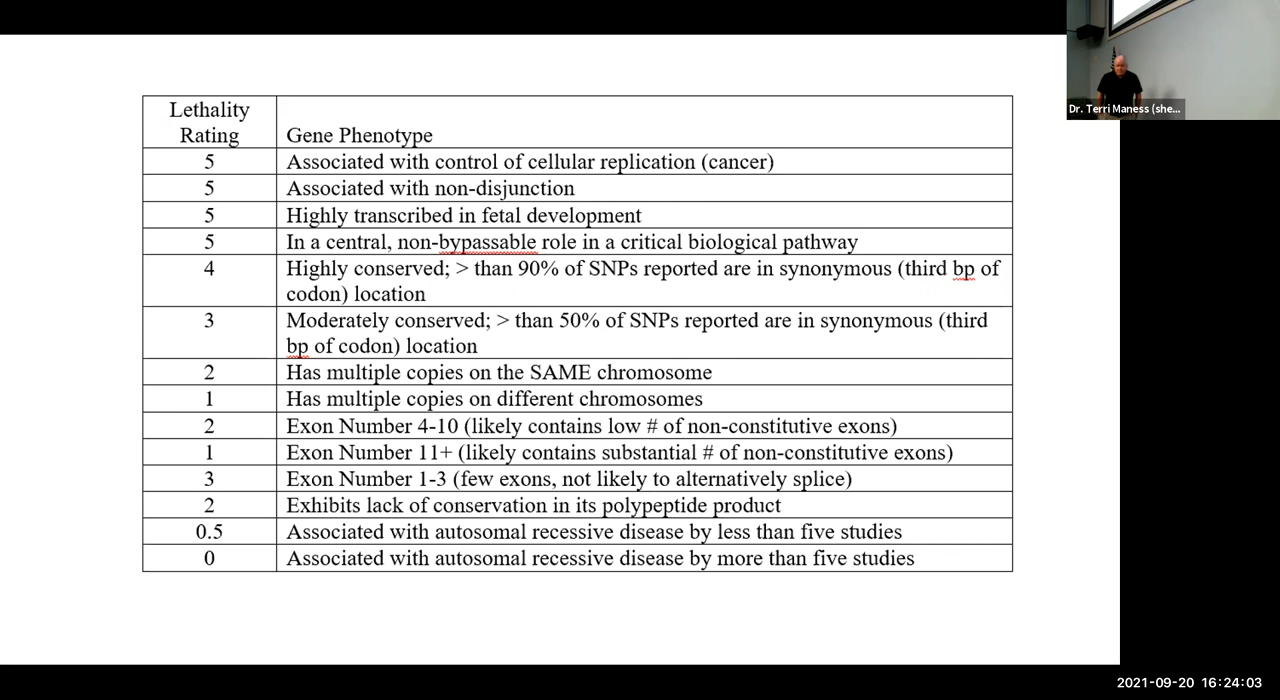 Lethality
Rating
Gene Phenotype
5 Associated with control of cellular replication (cancer)
5 Associated with non-disjunction
5 Highly transcribed in fetal development
5 In a central, non-bypassable role in a critical biological pathway
4 Highly conserved; > than 90% of SNPs reported are in synonymous (third bp of
codon) location
3 Moderately conserved; > than 50% of SNPs reported are in synonymous (third
bp of codon) location
2 Has multiple copies on the SAME chromosome
1 Has multiple copies on different chromosomes
2 Exon Number 4-10 (likely contains low # of non-constitutive exons)
1 Exon Number 11+ (likely contains substantial # of non-constitutive exons)
3 Exon Number 1-3 (few exons, not likely to alternatively splice)
2 Exhibits lack of conservation in its polypeptide product
0.5 Associated with autosomal recessive disease by less than five studies
0 Associated with autosomal recessive disease by more than five studies
Dr. Terri Maness (she...
2021-09-20 16:24:03